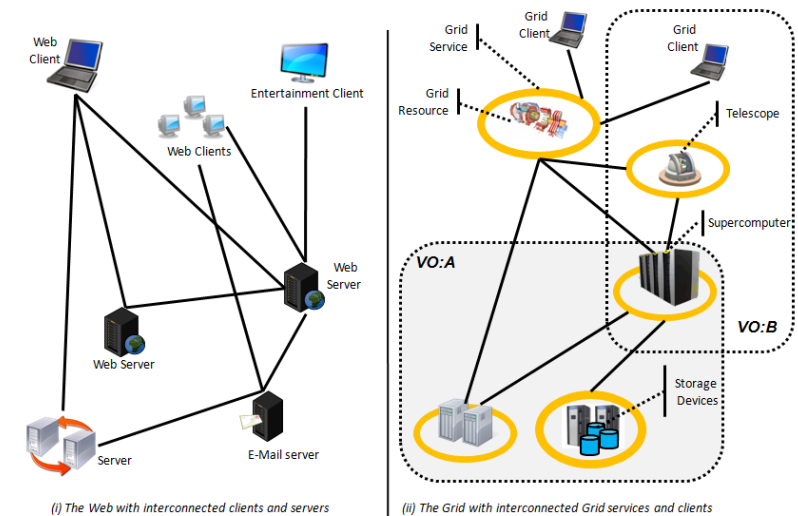 Web
Client
Entertainment Client
Web Clients
Web
Server
Web Server
Server
E-Mail server
(i) The Web with interconnected clients and servers
Grid
Service
Grid
Client
Grid
Client
Grid
Resource
Telescope
Supercomputer
VO:A
VO:B
Storage
Devices
(ii) The Grid with interconnected Grid services and clients